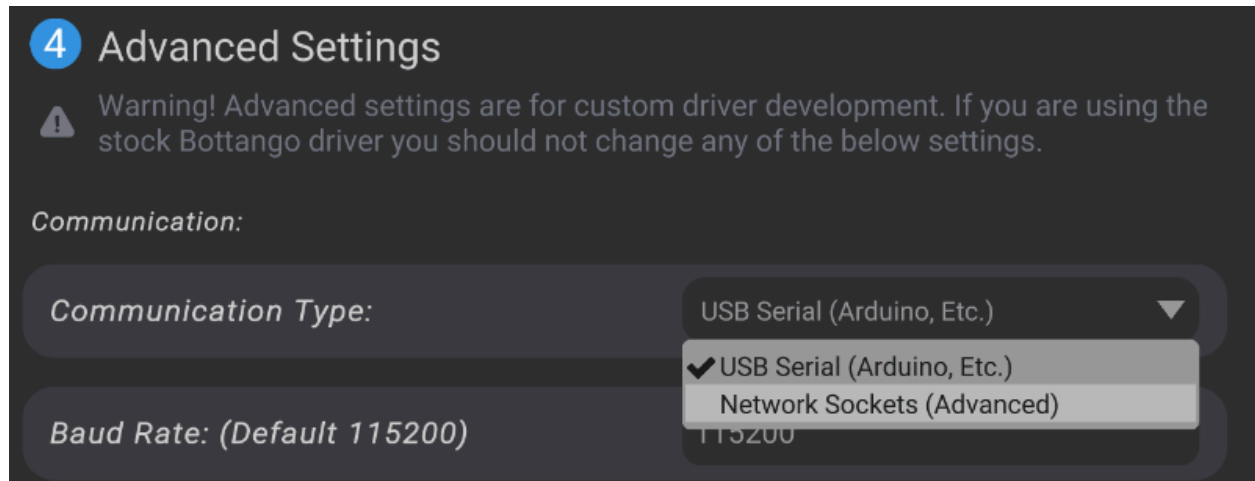 4 Advanced Settings
Warning! Advanced settings are for custom driver development. If you are using the
stock Bottango driver you should not change any of the below settings.
Communication:
Communication Type:
USB Serial (Arduino, Etc.)
USB Serial (Arduino, Etc.)
Network Sockets (Advanced)
Baud Rate: (Default 115200)
115200